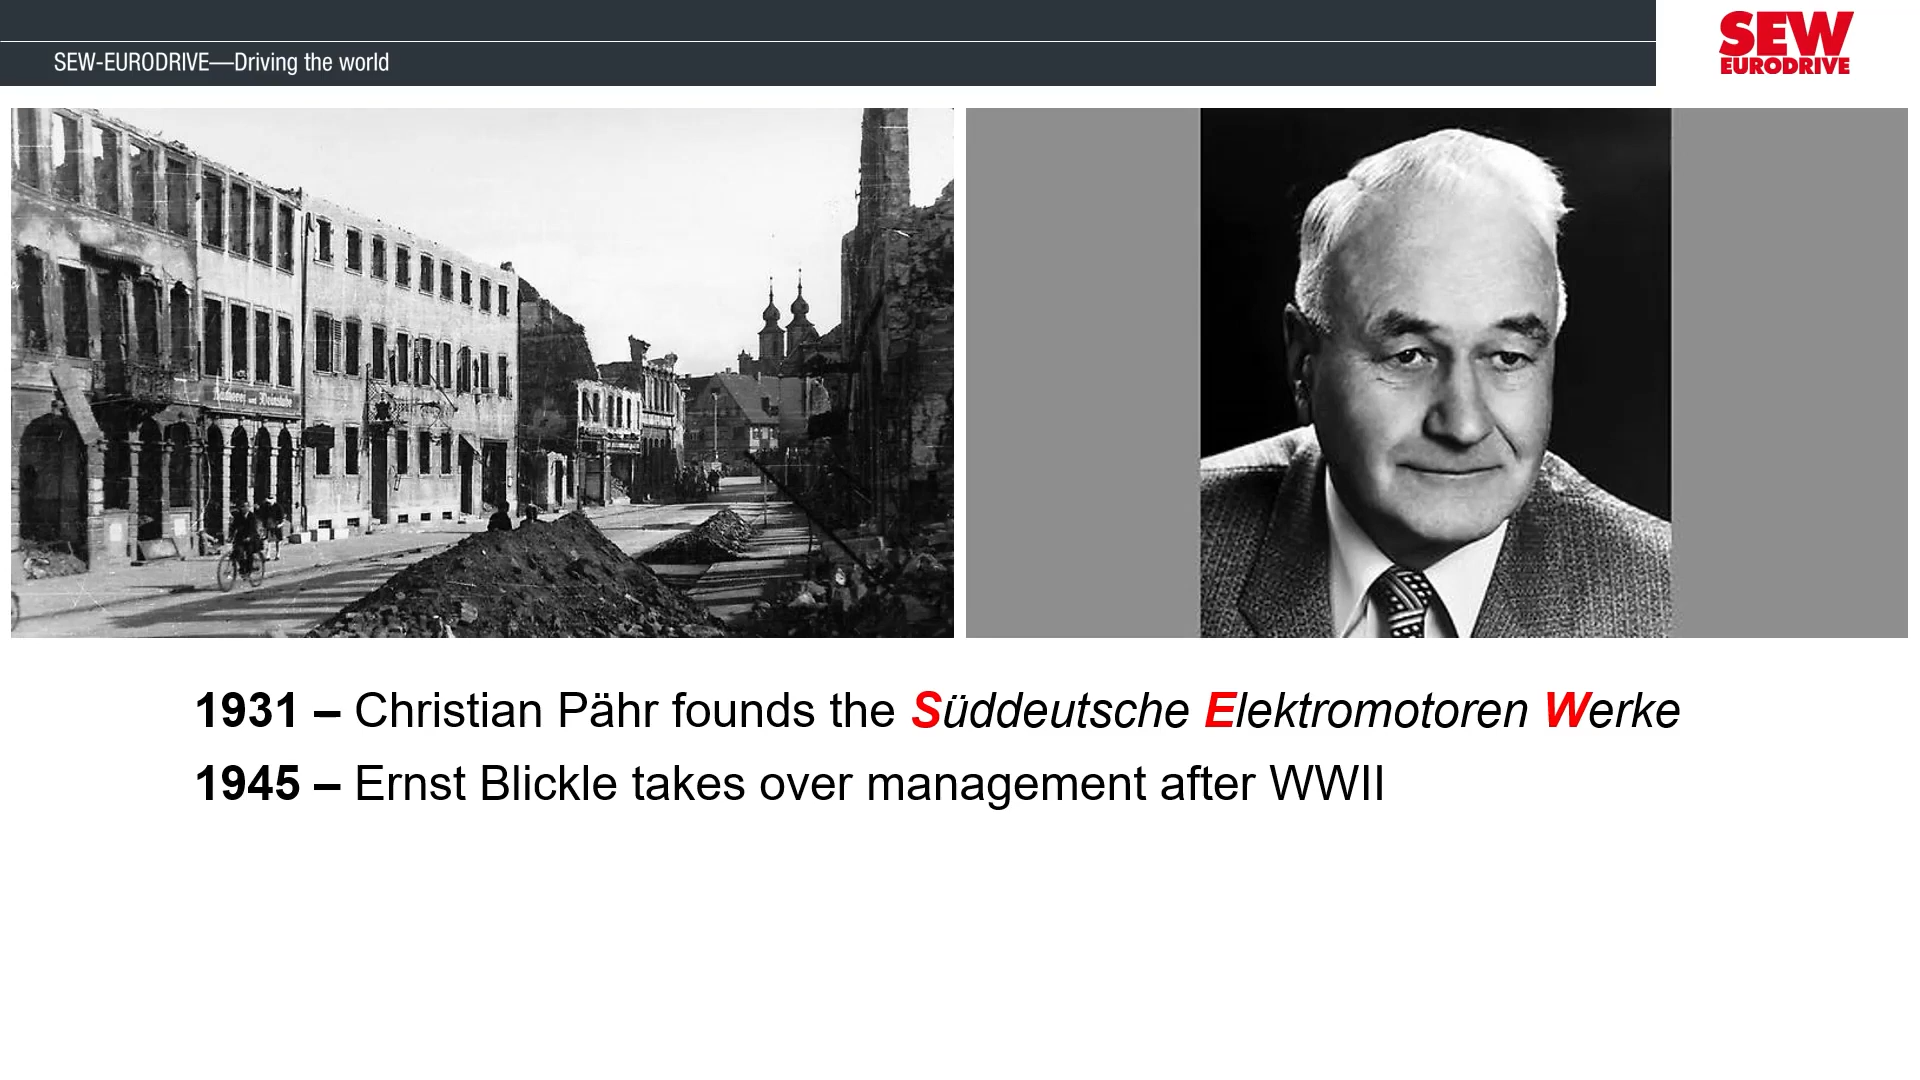 SEW-EURODRIVE—Driving the world
SEW
EURODRIVE
1931 – Christian Pähr founds the Süddeutsche Elektromotoren Werke
1945 – Ernst Blickle takes over management after WWII